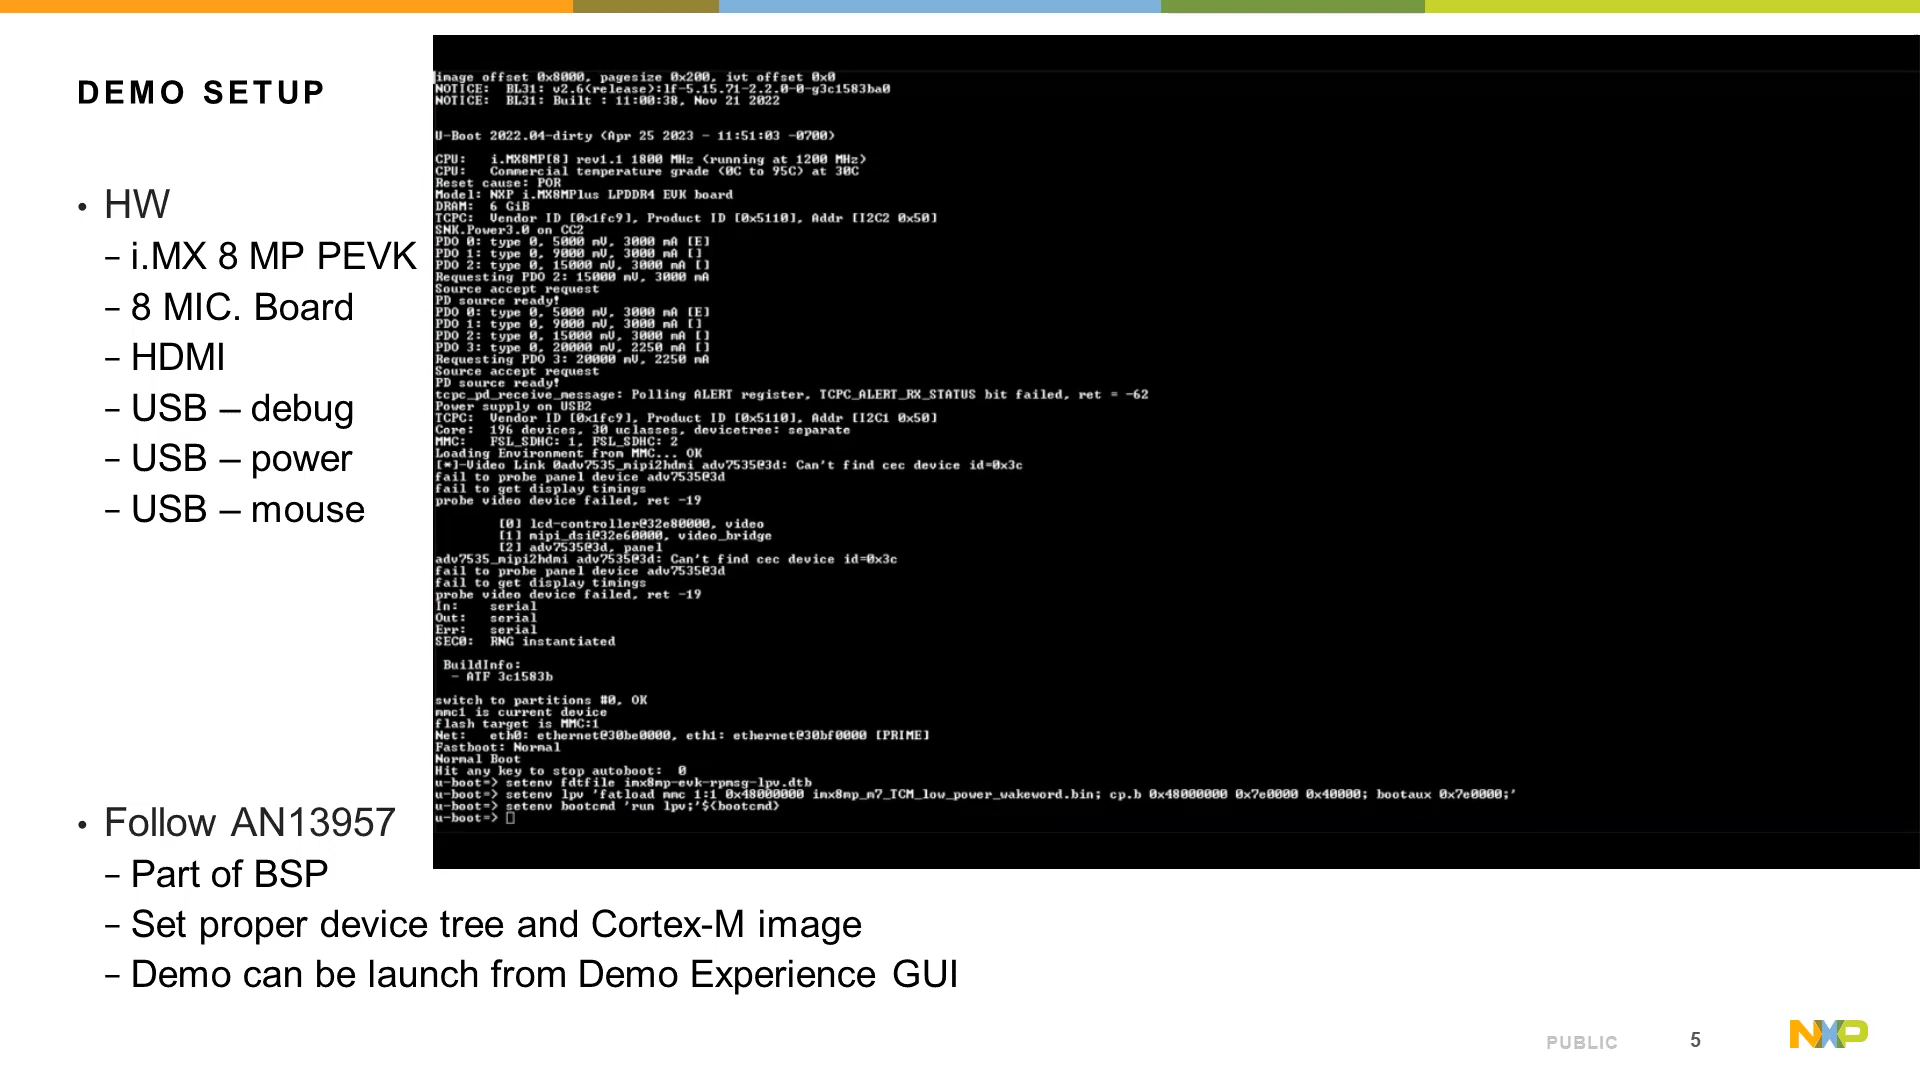 DEMO SETUP
• HW
– i.MX 8 MP PEVK
– 8 MIC. Board
– HDMI
– USB – debug
– USB – power
– USB – mouse
• Follow AN13957
– Part of BSP
– Set proper device tree and Cortex-M image
– Demo can be launch from Demo Experience GUI
image offset 0x8000, pagesize 0x200, ivt offset 0x0
NOTICE:  BL31: v2.6(release):lf-5.15.71-2.2.0-0-g3c1583ba0
NOTICE:  BL31: Built : 11:00:38, Nov 21 2022
U-Boot 2022.04-dirty (Apr 25 2023 - 11:51:03 -0700)
CPU:   i.MX8MP[8] rev1.1 1800 MHz (running at 1200 MHz)
CPU:   Commercial temperature grade (0C to 95C) at 30C
Reset cause: POR
Model: NXP i.MX8MPlus LPDDR4 EVK board
DRAM:  6 GiB
TCPC:  Vendor ID [0x1fc9], Product ID [0x5110], Addr [I2C2 0x50]
SNK.Power3.0 on CC2
PDO 0: type 0, 5000 mV, 3000 mA [E]
PDO 1: type 0, 9000 mV, 3000 mA []
PDO 2: type 0, 15000 mV, 3000 mA []
Requesting PDO 2: 15000 mV, 3000 mA
Source accept request
PD source ready!
PDO 0: type 0, 5000 mV, 3000 mA [E]
PDO 1: type 0, 9000 mV, 3000 mA []
PDO 2: type 0, 15000 mV, 3000 mA []
PDO 3: type 0, 20000 mV, 2250 mA []
Requesting PDO 3: 20000 mV, 2250 mA
Source accept request
PD source ready!
tcpc_pd_receive_message: Polling ALERT register, TCPC_ALERT_RX_STATUS bit failed, ret = -62
Power supply on USB2
TCPC:  Vendor ID [0x1fc9], Product ID [0x5110], Addr [I2C1 0x50]
Core:  196 devices, 30 uclasses, devicetree: separate
MMC:   FSL_SDHC: 1, FSL_SDHC: 2
Loading Environment from MMC... OK
[*]-Video Link 0adv7535_mipi2hdmi adv7535@3d: Can't find cec device id=0x3c
fail to probe panel device adv7535@3d
fail to get display timings
probe video device failed, ret -19
[0] lcd-controller@32e80000, video
[1] mipi_dsi@32e60000, video_bridge
[2] adv7535@3d, panel
adv7535_mipi2hdmi adv7535@3d: Can't find cec device id=0x3c
fail to probe panel device adv7535@3d
fail to get display timings
probe video device failed, ret -19
In:    serial
Out:   serial
Err:   serial
SEC0:  RNG instantiated
BuildInfo:
- ATF 3c1583b
switch to partitions #0, OK
mmc1 is current device
flash target is MMC:1
Net:   eth0: ethernet@30be0000, eth1: ethernet@30bf0000 [PRIME]
Fastboot: Normal
Normal Boot
Hit any key to stop autoboot:  0
u-boot=> setenv fdtfile imx8mp-evk-rpmsg-lpv.dtb
u-boot=> setenv lpv 'fatload mmc 1:1 0x48000000 imx8mp_m7_TCM_low_power_wakeword.bin; cp.b 0x48000000 0x7e0000 0x40000; bootaux 0x7e0000;'
u-boot=> setenv bootcmd 'run lpv;'$(bootcmd)
u-boot=>
PUBLIC
5
NXP